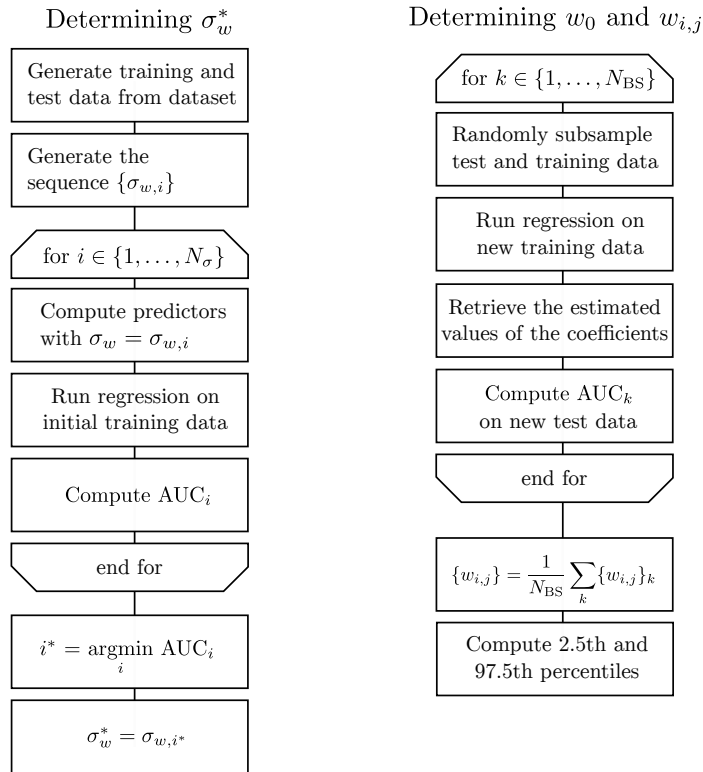 Determining σ*_w
Generate training and
test data from dataset
Generate the
sequence {σ_{w,i}}
for i ∈ {1, . . . , N_σ}
Compute predictors
with σ_w = σ_{w,i}
Run regression on
initial training data
Compute AUC_i
end for
i* = argmin AUC_i
i
σ*_w = σ_{w,i*}
Determining w_0 and w_{i,j}
for k ∈ {1, . . . , N_BS}
Randomly subsample
test and training data
Run regression on
new training data
Retrieve the estimated
values of the coefficients
Compute AUC_k
on new test data
end for
{w_{i,j}} = 1/N_BS ∑_k {w_{i,j}}_k
Compute 2.5th and
97.5th percentiles